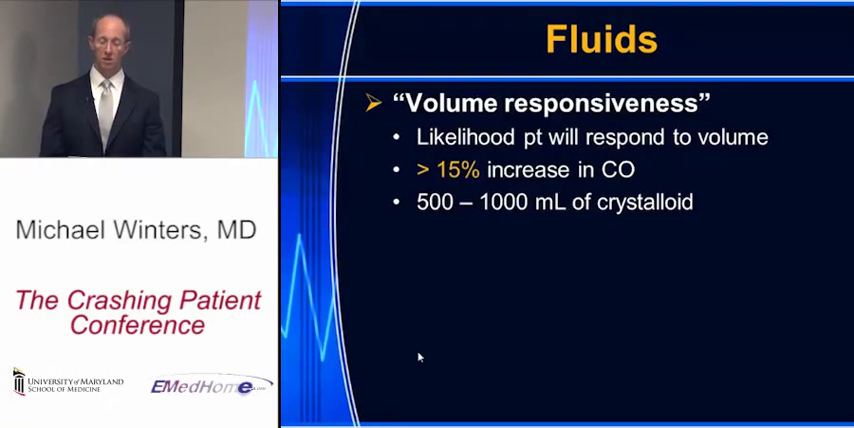 Fluids
➢ “Volume responsiveness”
• Likelihood pt will respond to volume
• > 15% increase in CO
• 500 – 1000 mL of crystalloid
Michael Winters, MD
The Crashing Patient
Conference
UNIVERSITY of MARYLAND
SCHOOL OF MEDICINE
EMedHome